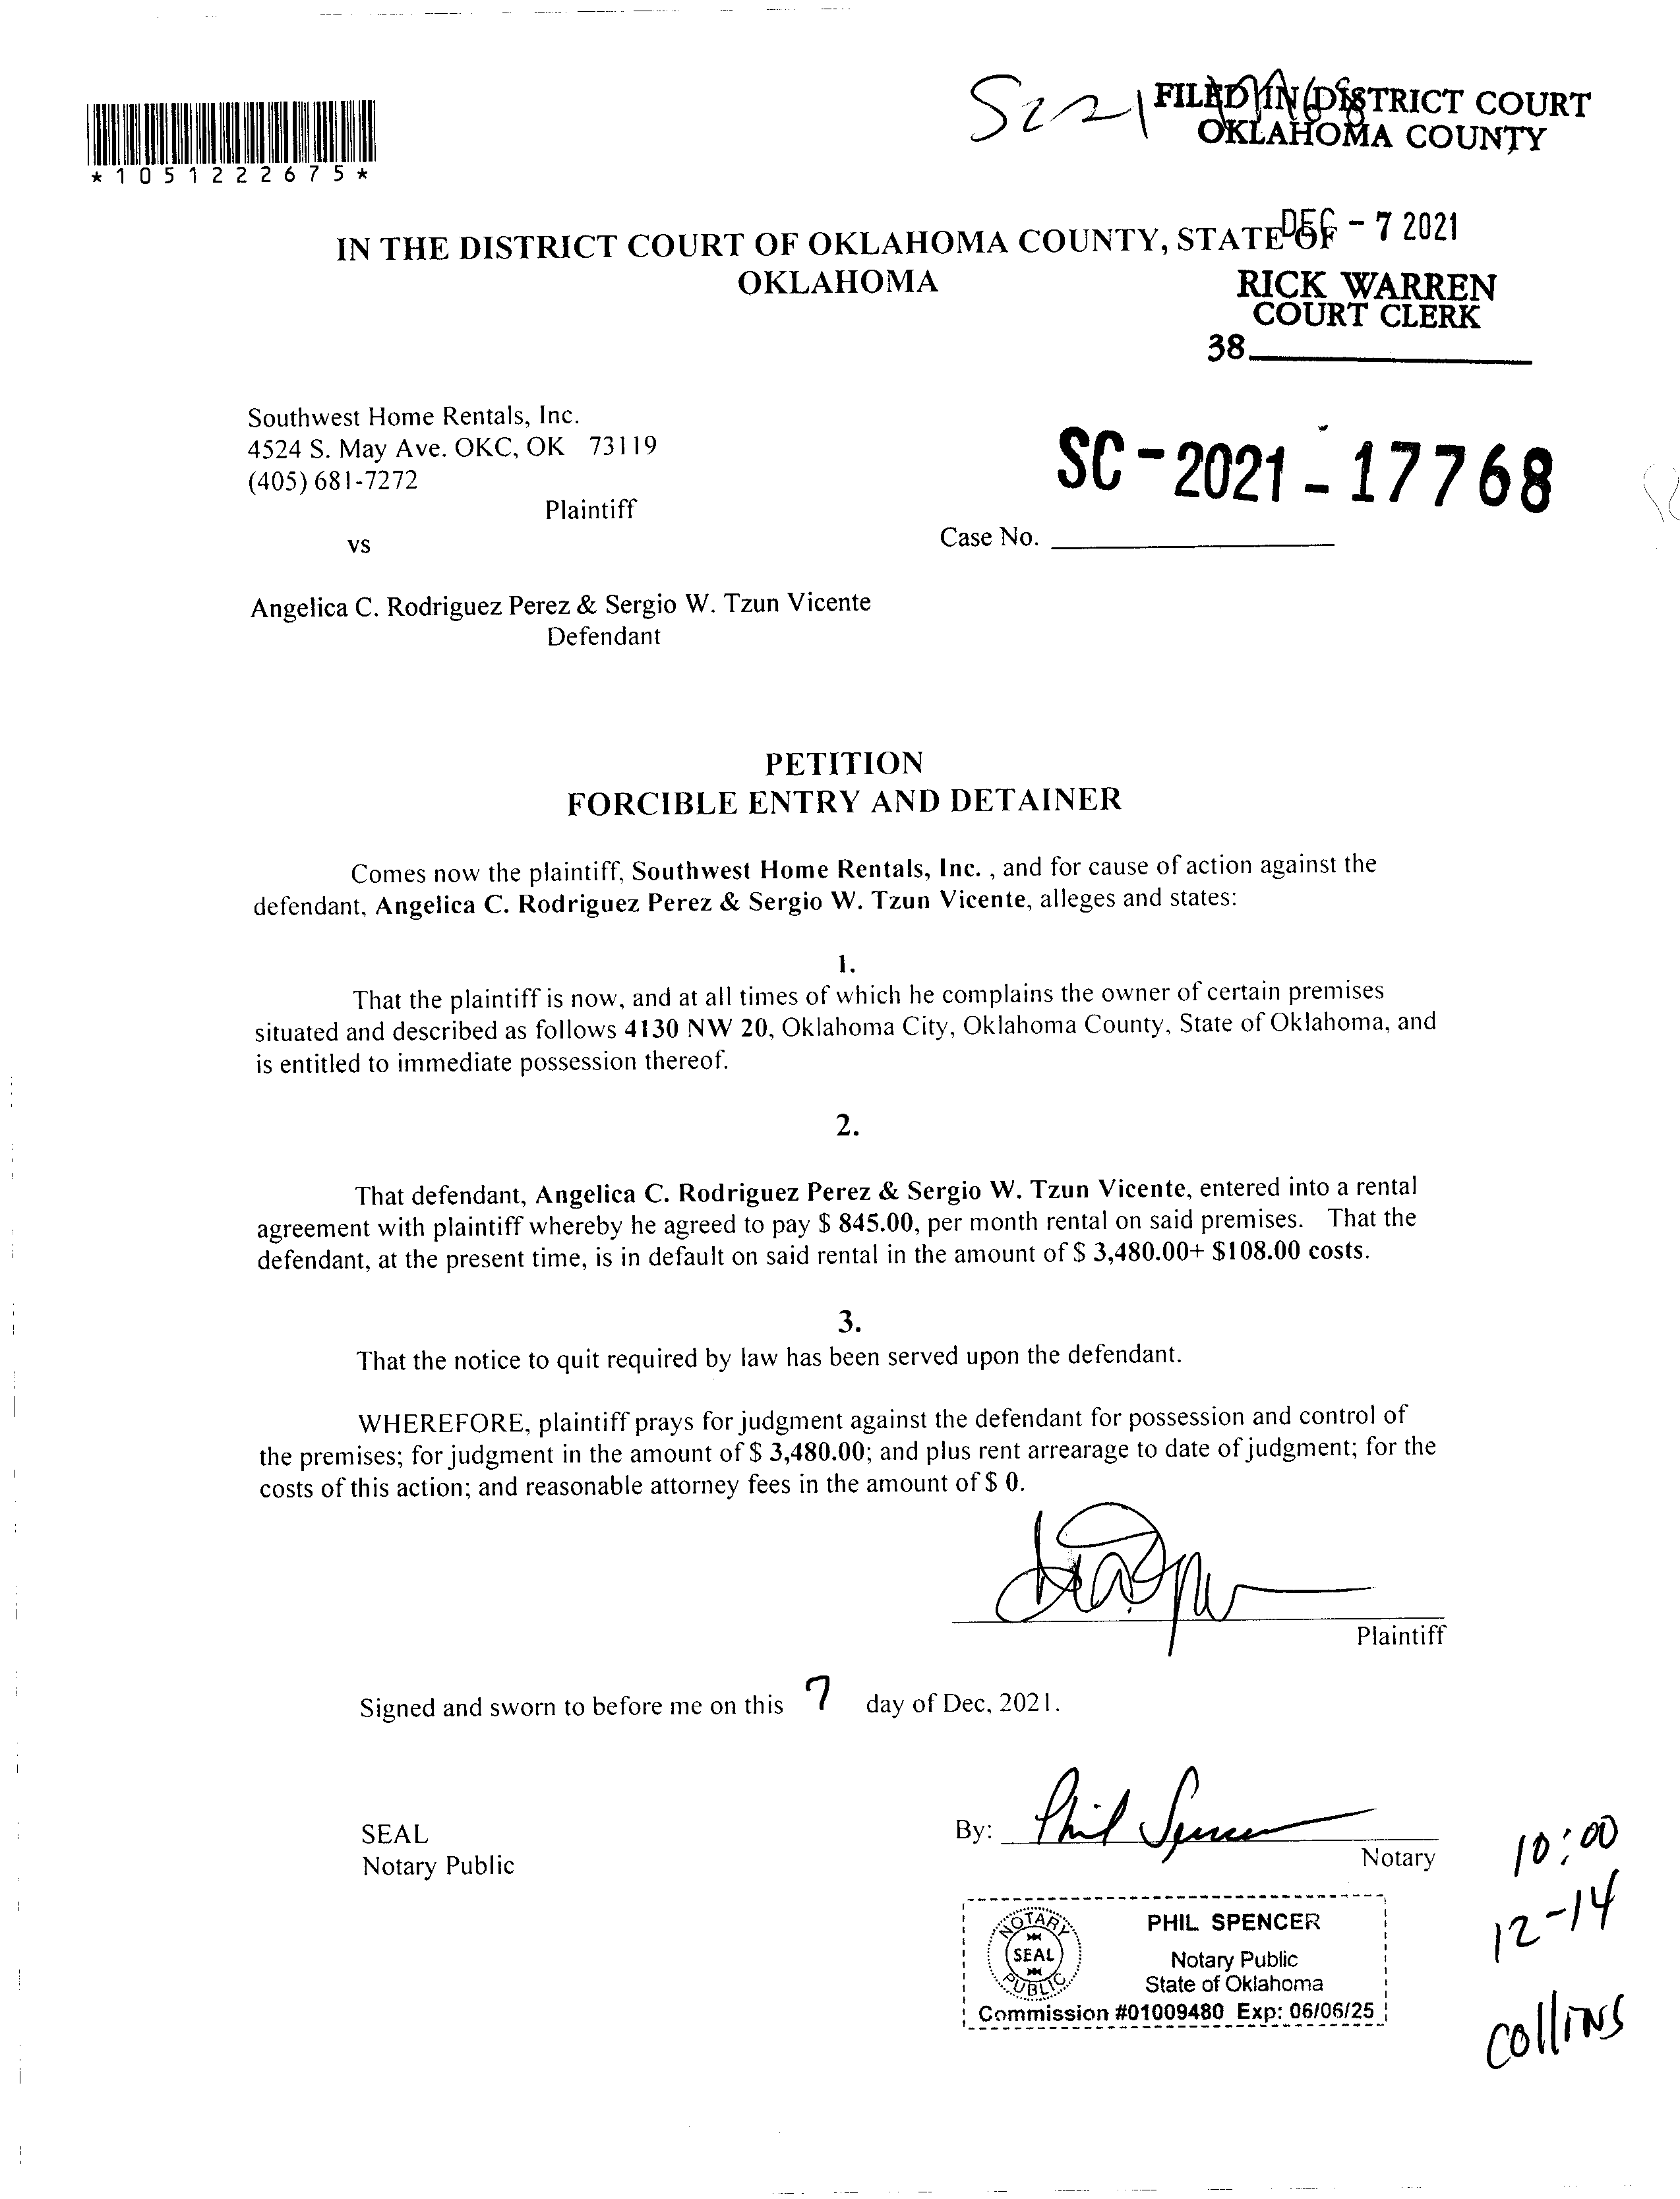 FILED IN DISTRICT COURT
OKLAHOMA COUNTY
*1051222675*
DEC - 7 2021
IN THE DISTRICT COURT OF OKLAHOMA COUNTY, STATE OF
OKLAHOMA
RICK WARREN
COURT CLERK
38
Southwest Home Rentals, Inc.
4524 S. May Ave. OKC, OK 73119
(405) 681-7272
Plaintiff
SC-2021-17768
vs
Case No.
Angelica C. Rodriguez Perez & Sergio W. Tzun Vicente
Defendant
PETITION
FORCIBLE ENTRY AND DETAINER
Comes now the plaintiff, Southwest Home Rentals, Inc. , and for cause of action against the
defendant, Angelica C. Rodriguez Perez & Sergio W. Tzun Vicente, alleges and states:
1.
That the plaintiff is now, and at all times of which he complains the owner of certain premises
situated and described as follows 4130 NW 20, Oklahoma City, Oklahoma County, State of Oklahoma, and
is entitled to immediate possession thereof.
2.
That defendant, Angelica C. Rodriguez Perez & Sergio W. Tzun Vicente, entered into a rental
agreement with plaintiff whereby he agreed to pay $ 845.00, per month rental on said premises. That the
defendant, at the present time, is in default on said rental in the amount of $ 3,480.00+ $108.00 costs.
3.
That the notice to quit required by law has been served upon the defendant.
WHEREFORE, plaintiff prays for judgment against the defendant for possession and control of
the premises; for judgment in the amount of $ 3,480.00; and plus rent arrearage to date of judgment; for the
costs of this action; and reasonable attorney fees in the amount of $ 0.
Plaintiff
Signed and sworn to before me on this 7 day of Dec, 2021.
SEAL
Notary Public
By: Phil Spencer
Notary
NOTARY
SEAL
PUBLIC
PHIL SPENCER
Notary Public
State of Oklahoma
Commission #01009480 Exp: 06/06/25
10:00
12-14
Collins